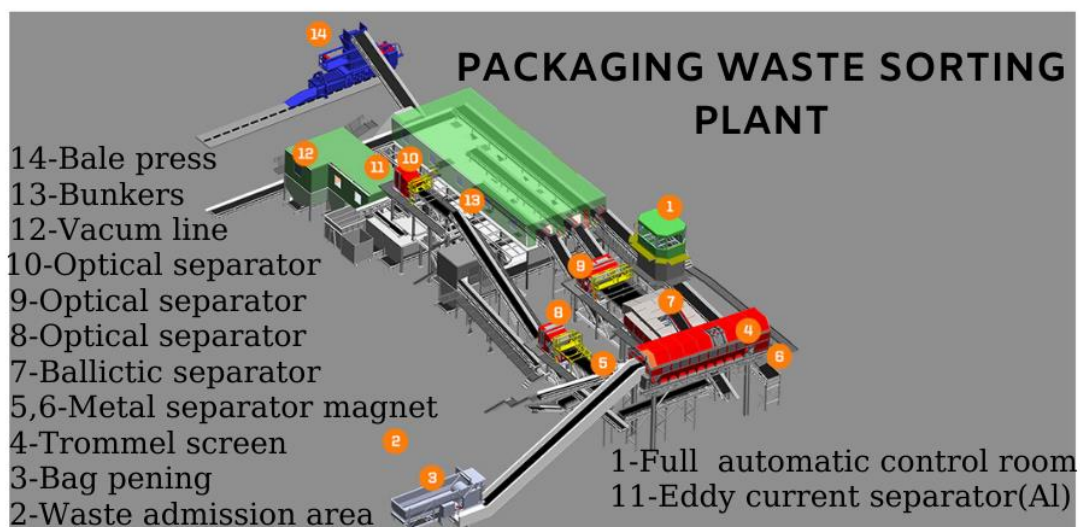 PACKAGING WASTE SORTING
PLANT
14-Bale press
13-Bunkers
12-Vacum line
10-Optical separator
9-Optical separator
8-Optical separator
7-Ballictic separator
5,6-Metal separator magnet
4-Trommel screen
3-Bag pening
2-Waste admission area
1-Full automatic control room
11-Eddy current separator(Al)
14
12
11
10
13
1
9
7
8
4
5
6
2
3